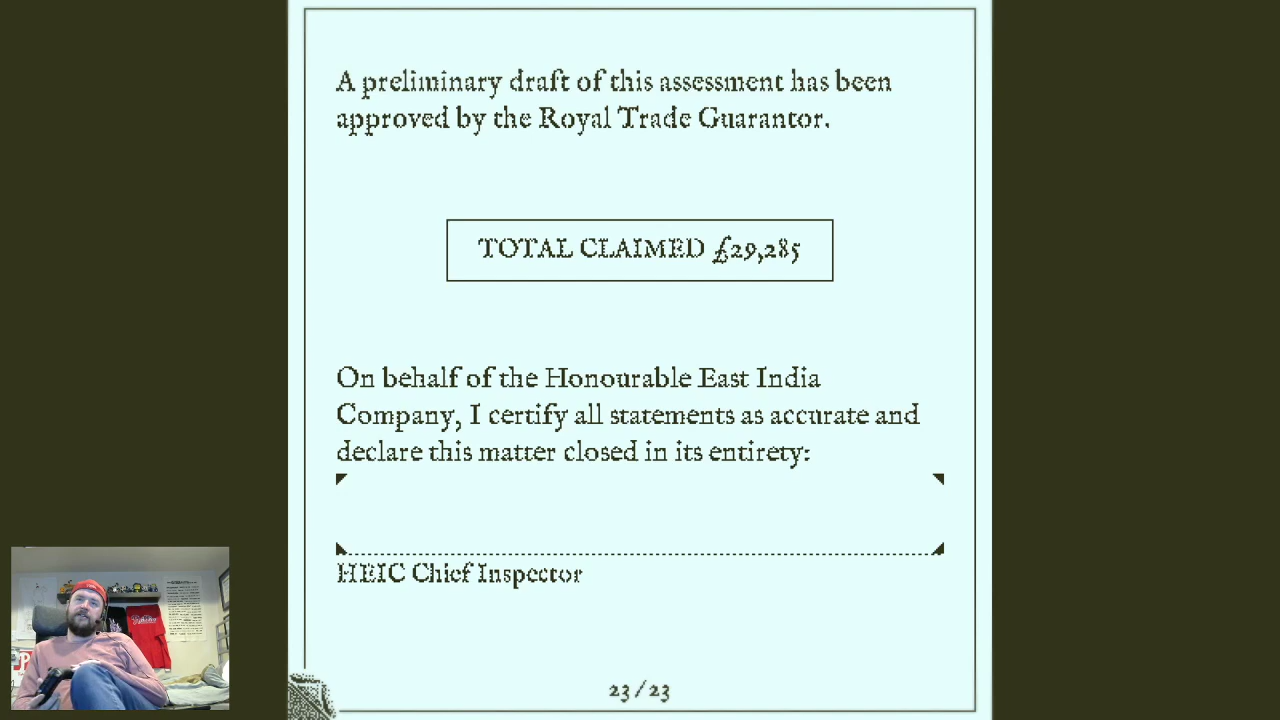 A preliminary draft of this assessment has been
approved by the Royal Trade Guarantor.
TOTAL CLAIMED £29,285
On behalf of the Honourable East India
Company, I certify all statements as accurate and
declare this matter closed in its entirety:
HEIC Chief Inspector
23/23